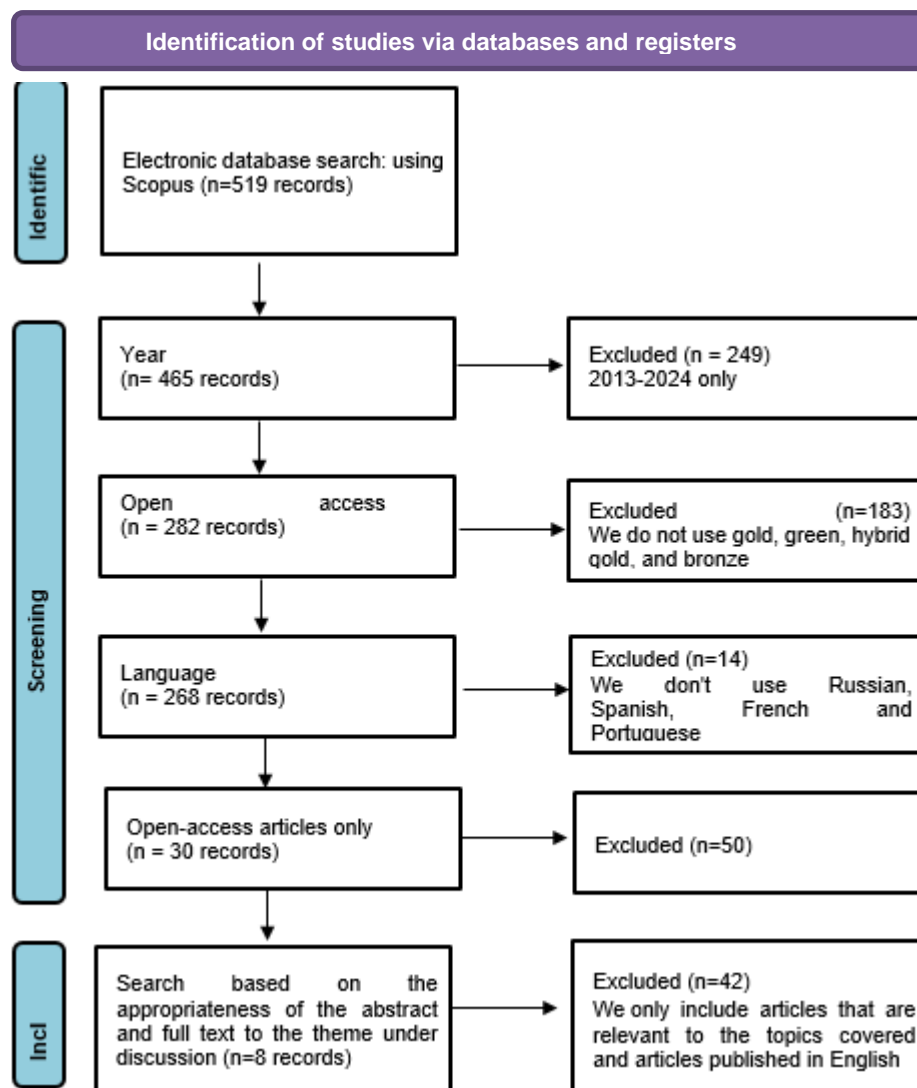 Identification of studies via databases and registers
Identific
Electronic database search: using
Scopus (n=519 records)
Screening
Year
(n= 465 records)
Excluded (n = 249)
2013-2024 only
Open access
(n = 282 records)
Excluded (n=183)
We do not use gold, green, hybrid
gold, and bronze
Language
(n = 268 records)
Excluded (n=14)
We don't use Russian,
Spanish, French and
Portuguese
Open-access articles only
(n = 30 records)
Excluded (n=50)
Incl
Search based on the
appropriateness of the abstract
and full text to the theme under
discussion (n=8 records)
Excluded (n=42)
We only include articles that are
relevant to the topics covered
and articles published in English